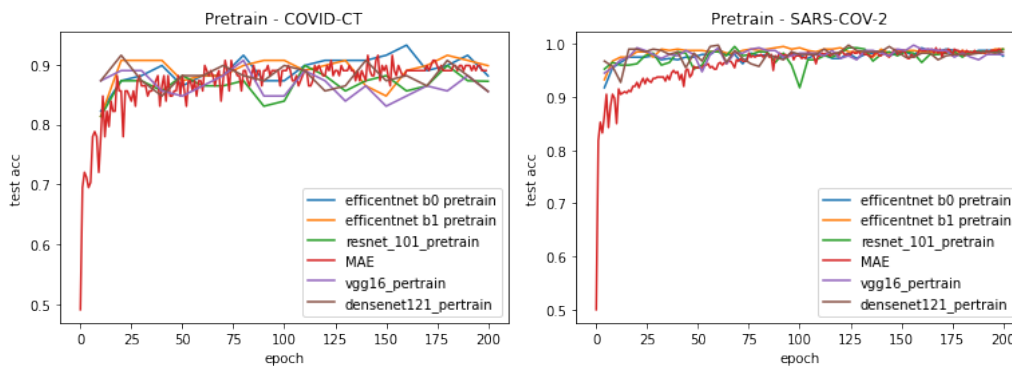 Pretrain - COVID-CT
test acc
0.9
0.8
0.7
0.6
0.5
efficentnet b0 pretrain
efficentnet b1 pretrain
resnet_101_pretrain
MAE
vgg16_pertrain
densenet121_pertrain
0 25 50 75 100 125 150 175 200
epoch
Pretrain - SARS-COV-2
test acc
1.0
0.9
0.8
0.7
0.6
0.5
efficentnet b0 pretrain
efficentnet b1 pretrain
resnet_101_pretrain
MAE
vgg16_pertrain
densenet121_pertrain
0 25 50 75 100 125 150 175 200
epoch